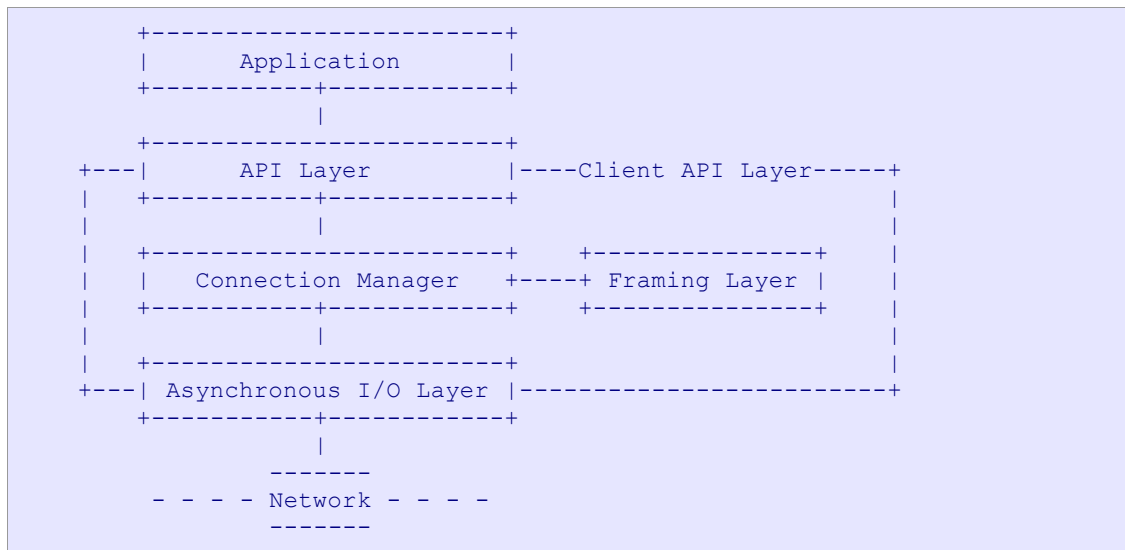 Application
API Layer ----Client API Layer-----
Connection Manager
Framing Layer
Asynchronous I/O Layer
- - - - Network - - - -